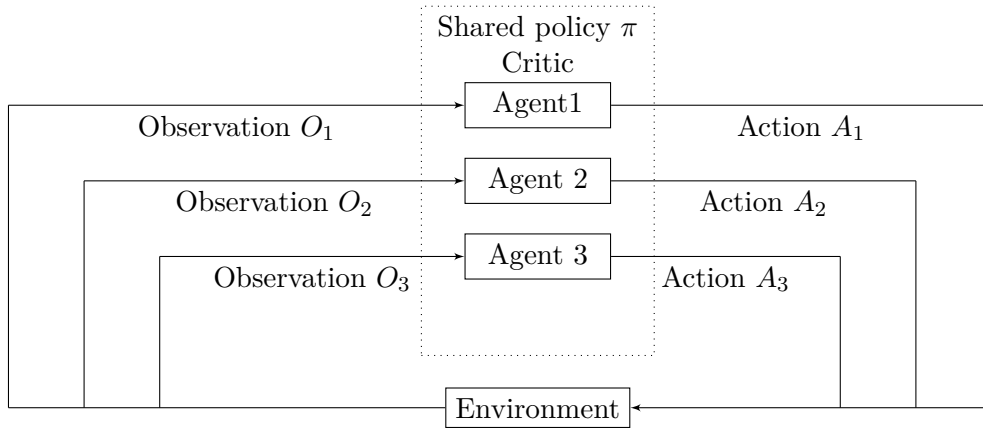 Shared policy π
Critic
Agent1
Observation O₁
Action A₁
Agent 2
Observation O₂
Action A₂
Agent 3
Observation O₃
Action A₃
Environment